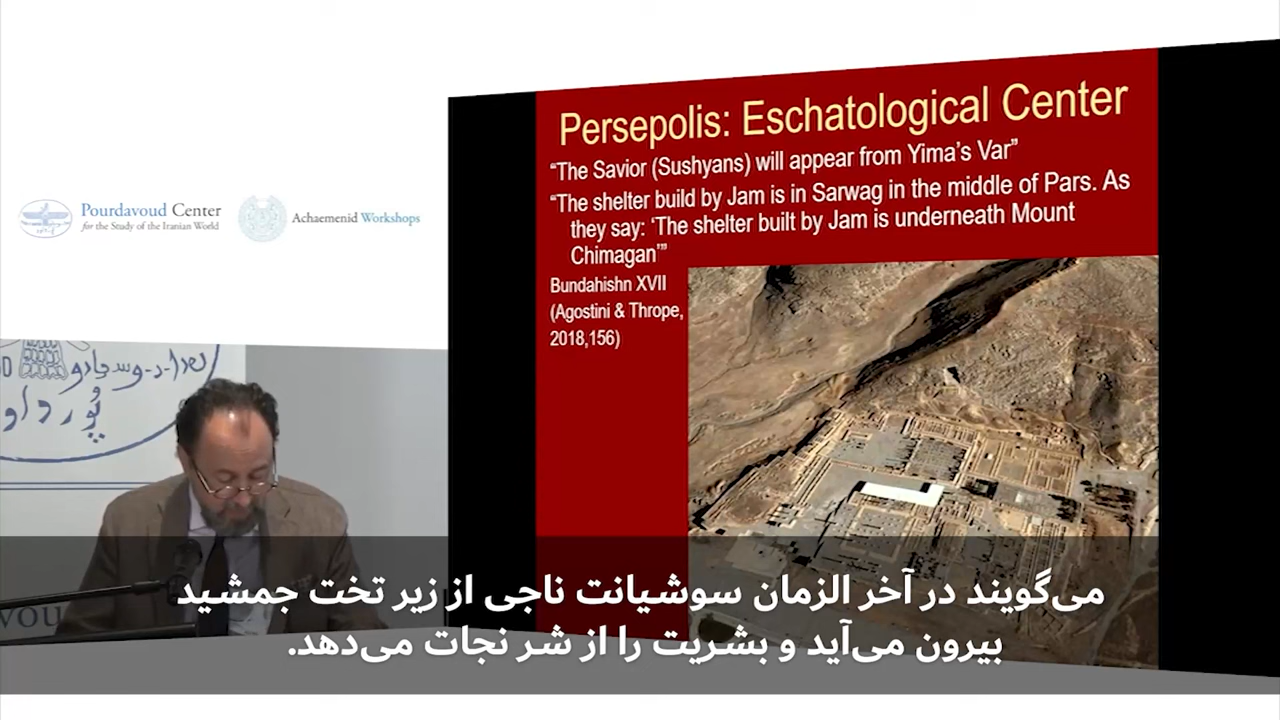 Persepolis: Eschatological Center
“The Savior (Sushyans) will appear from Yima’s Var”
“The shelter build by Jam is in Sarwag in the middle of Pars. As
they say: ‘The shelter built by Jam is underneath Mount
Chimagan’”
Bundahishn XVII
(Agostini & Thrope,
2018,156)
Pourdavoud Center
for the Study of the Iranian World
Achaemenid Workshops
پور داو
vou
می‌گویند در آخر الزمان سوشیانت ناجی از زیر تخت جمشید
بیرون می‌آید و بشریت را از شر نجات می‌دهد.